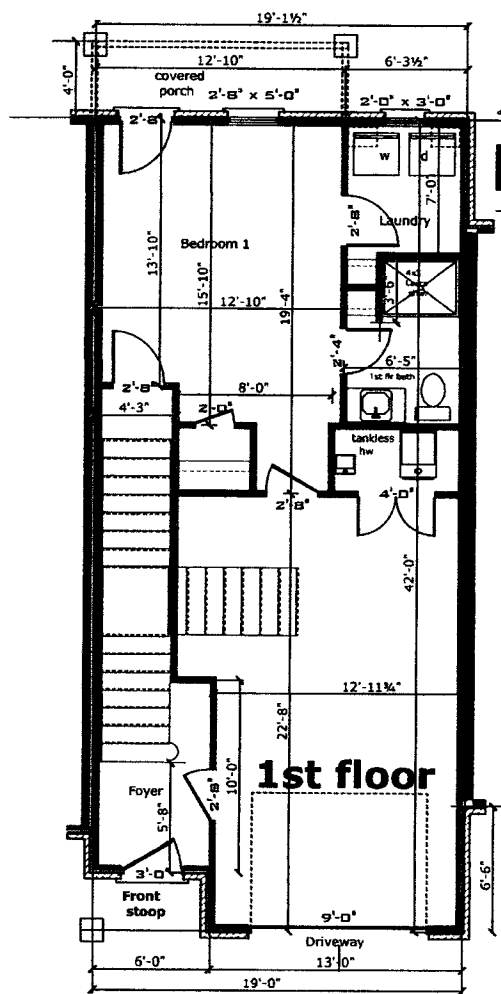 19'-1½"
12'-10"
6'-3½"
4'-0"
covered
porch
2'-8" x 5'-0"
2'-0" x 3'-0"
2'-8"
w
d
7'-0"
Laundry
2'-8"
Bedroom 1
13'-10"
15'-10"
19'-4"
3'-6"
12'-10"
2'-4"
6'-5"
1st flr bath
2'-8"
8'-0"
4'-3"
2'-0"
tankless
hw
2'-8"
4'-0"
42'-0"
12'-11¾"
22'-8"
10'-0"
1st floor
2'-8"
Foyer
5'-8"
3'-0"
Front
stoop
6'-6"
9'-0"
Driveway
6'-0"
13'-0"
19'-0"